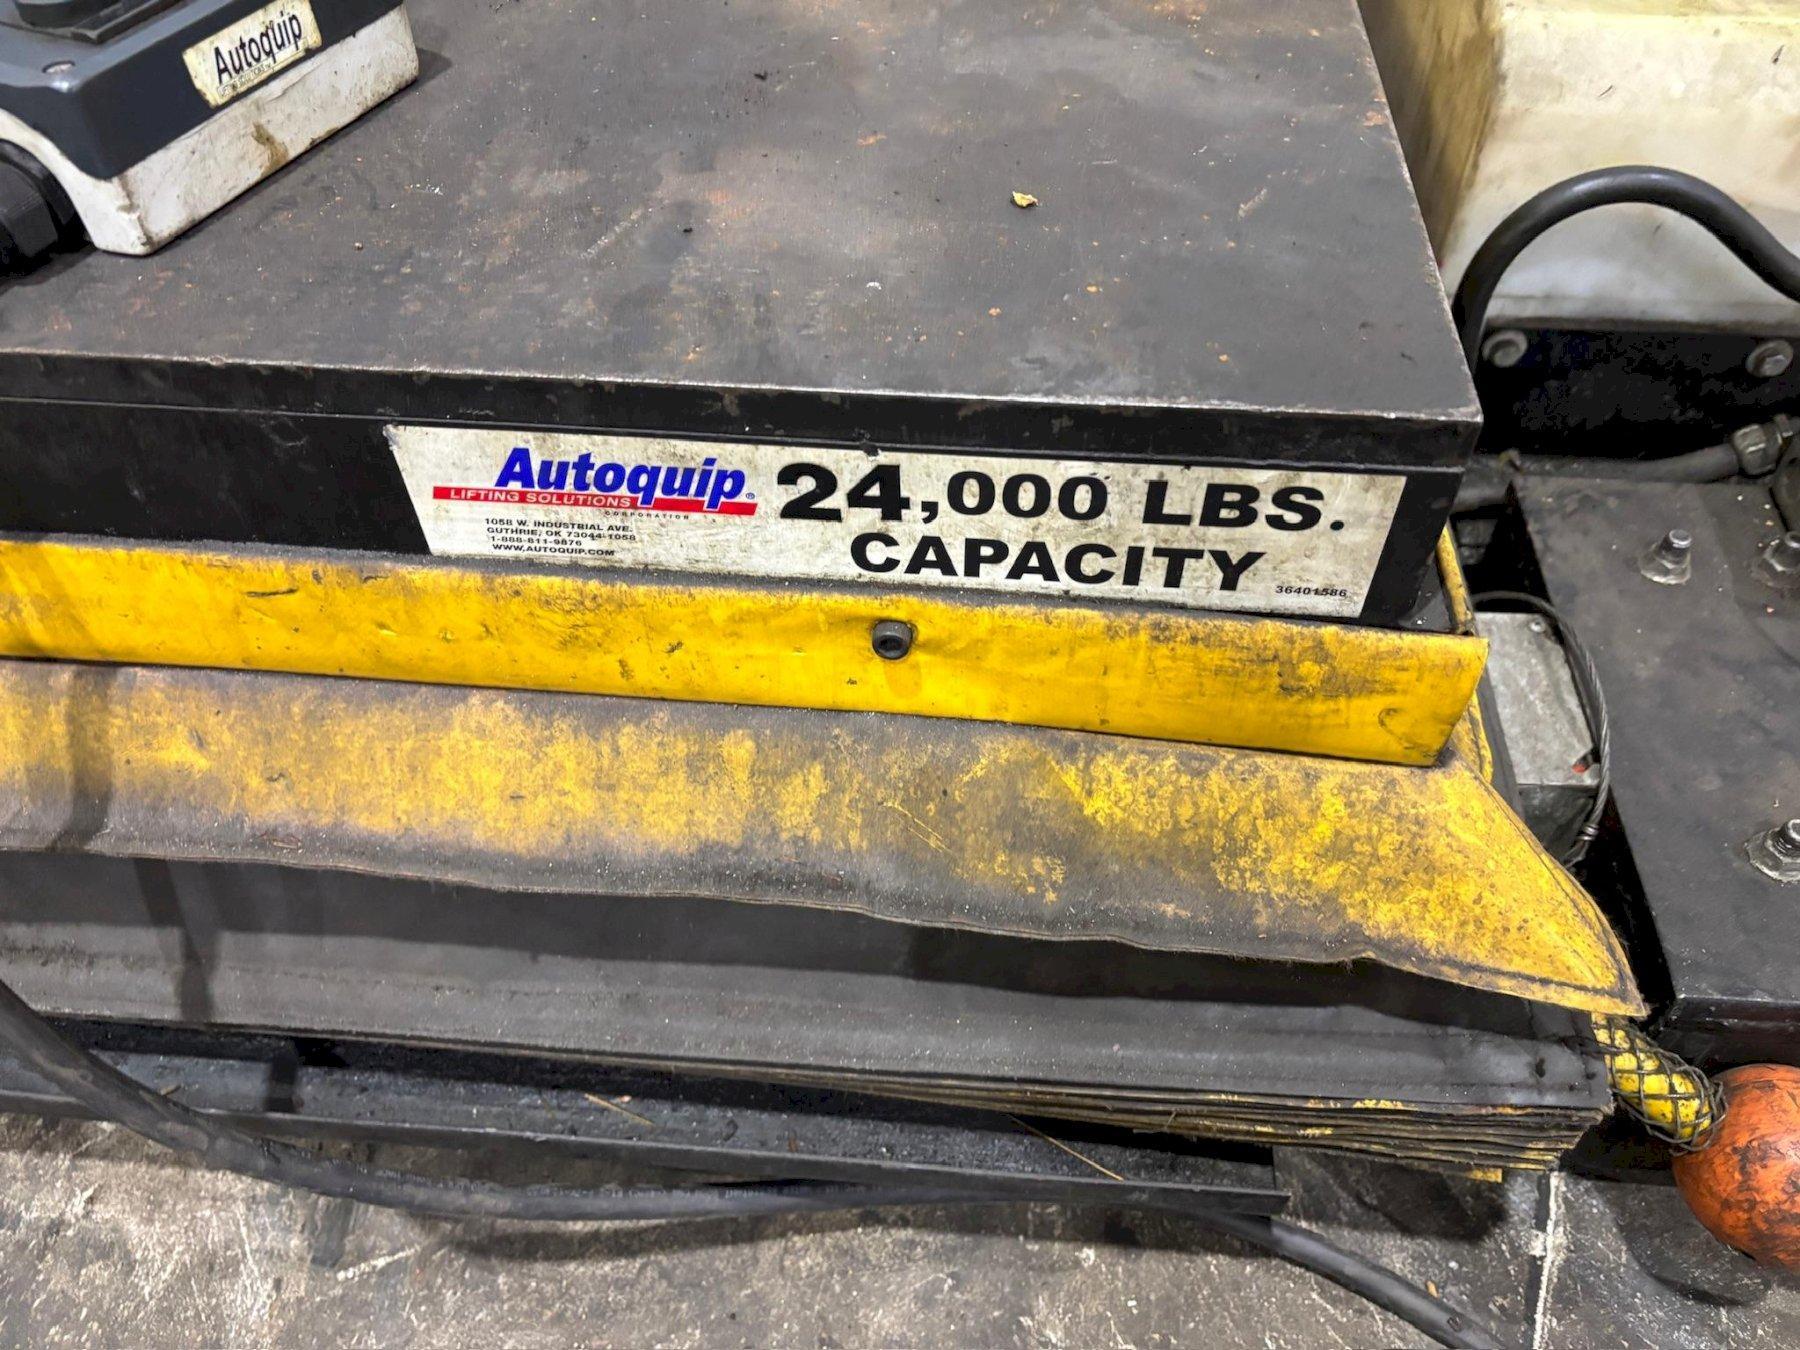 Autoquip
Autoquip®
LIFTING SOLUTIONS
CORPORATION
1058 W. INDUSTRIAL AVE.
GUTHRIE, OK 73044-1058
1-888-811-9876
WWW.AUTOQUIP.COM
24,000 LBS.
CAPACITY
36401586